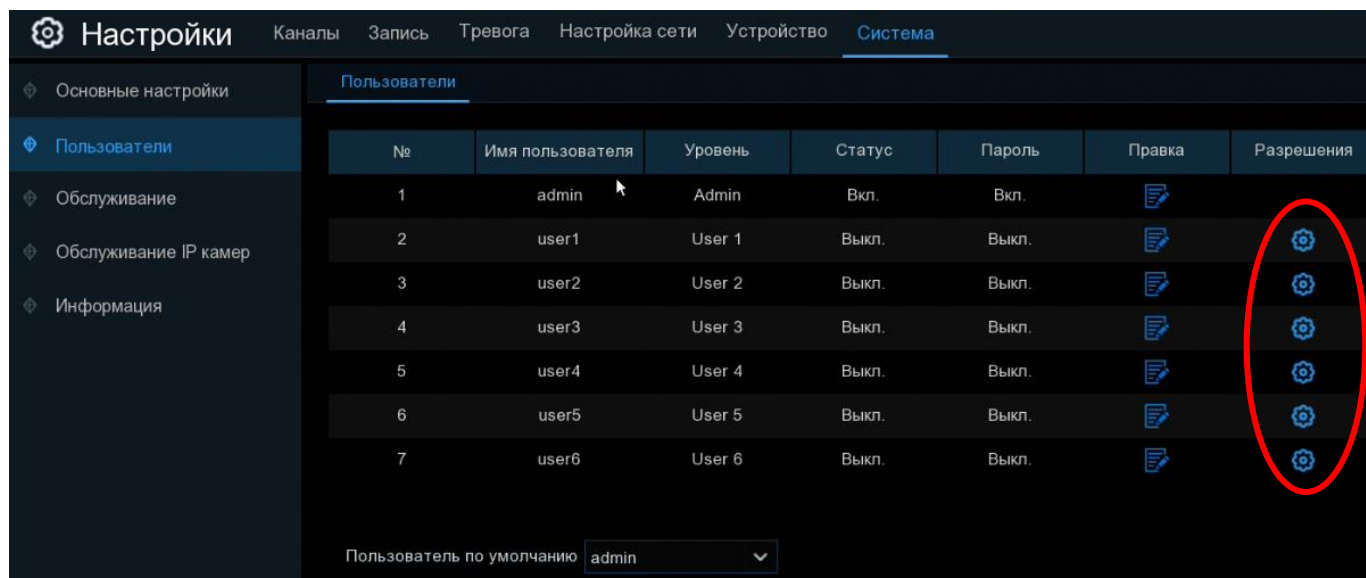 Настройки Каналы Запись Тревога Настройка сети Устройство Система
Основные настройки
Пользователи
Обслуживание
Обслуживание IP камер
Информация
Пользователи
№ Имя пользователя Уровень Статус Пароль Правка Разрешения
1 admin Admin Вкл. Вкл.
2 user1 User 1 Выкл. Выкл.
3 user2 User 2 Выкл. Выкл.
4 user3 User 3 Выкл. Выкл.
5 user4 User 4 Выкл. Выкл.
6 user5 User 5 Выкл. Выкл.
7 user6 User 6 Выкл. Выкл.
Пользователь по умолчанию admin